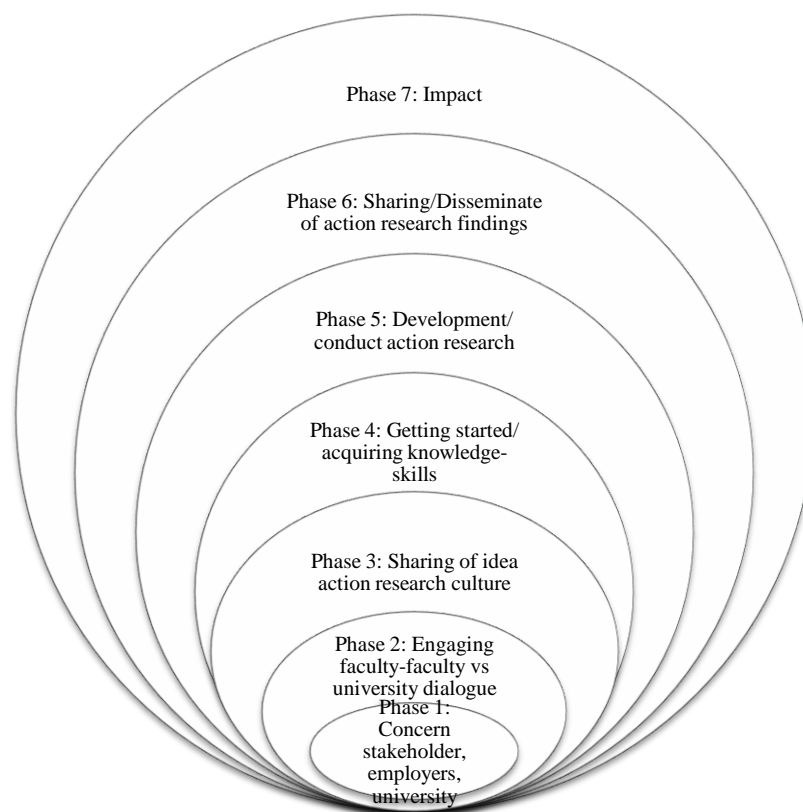 Phase 7: Impact
Phase 6: Sharing/Disseminate
of action research findings
Phase 5: Development/
conduct action research
Phase 4: Getting started/
acquiring knowledge-
skills
Phase 3: Sharing of idea
action research culture
Phase 2: Engaging
faculty-faculty vs
university dialogue
Phase 1:
Concern
stakeholder,
employers,
university